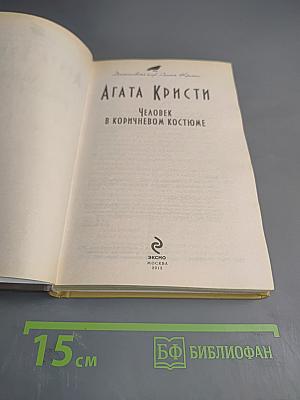 АГАТА КРИСТИ
ЧЕЛОВЕК
В КОРИЧНЕВОМ КОСТЮМЕ
ЭКСМО
МОСКВА
15 СМ
БФ БИБЛИОФАН